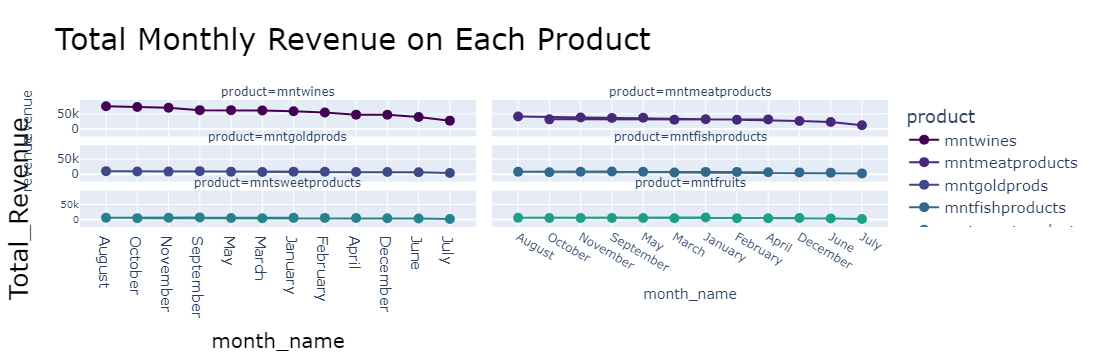 Total Monthly Revenue on Each Product
product=mntwines
product=mntmeatproducts
50k
0
product=mntgoldprods
product=mntfishproducts
50k
0
product=mntsweetproducts
product=mntfruits
50k
0
Total_Revenue
revenue
August
October
November
September
May
March
January
February
April
December
June
July
month_name
August
October
November
September
May
March
January
February
April
December
June
July
month_name
product
mntwines
mntmeatproducts
mntgoldprods
mntfishproducts